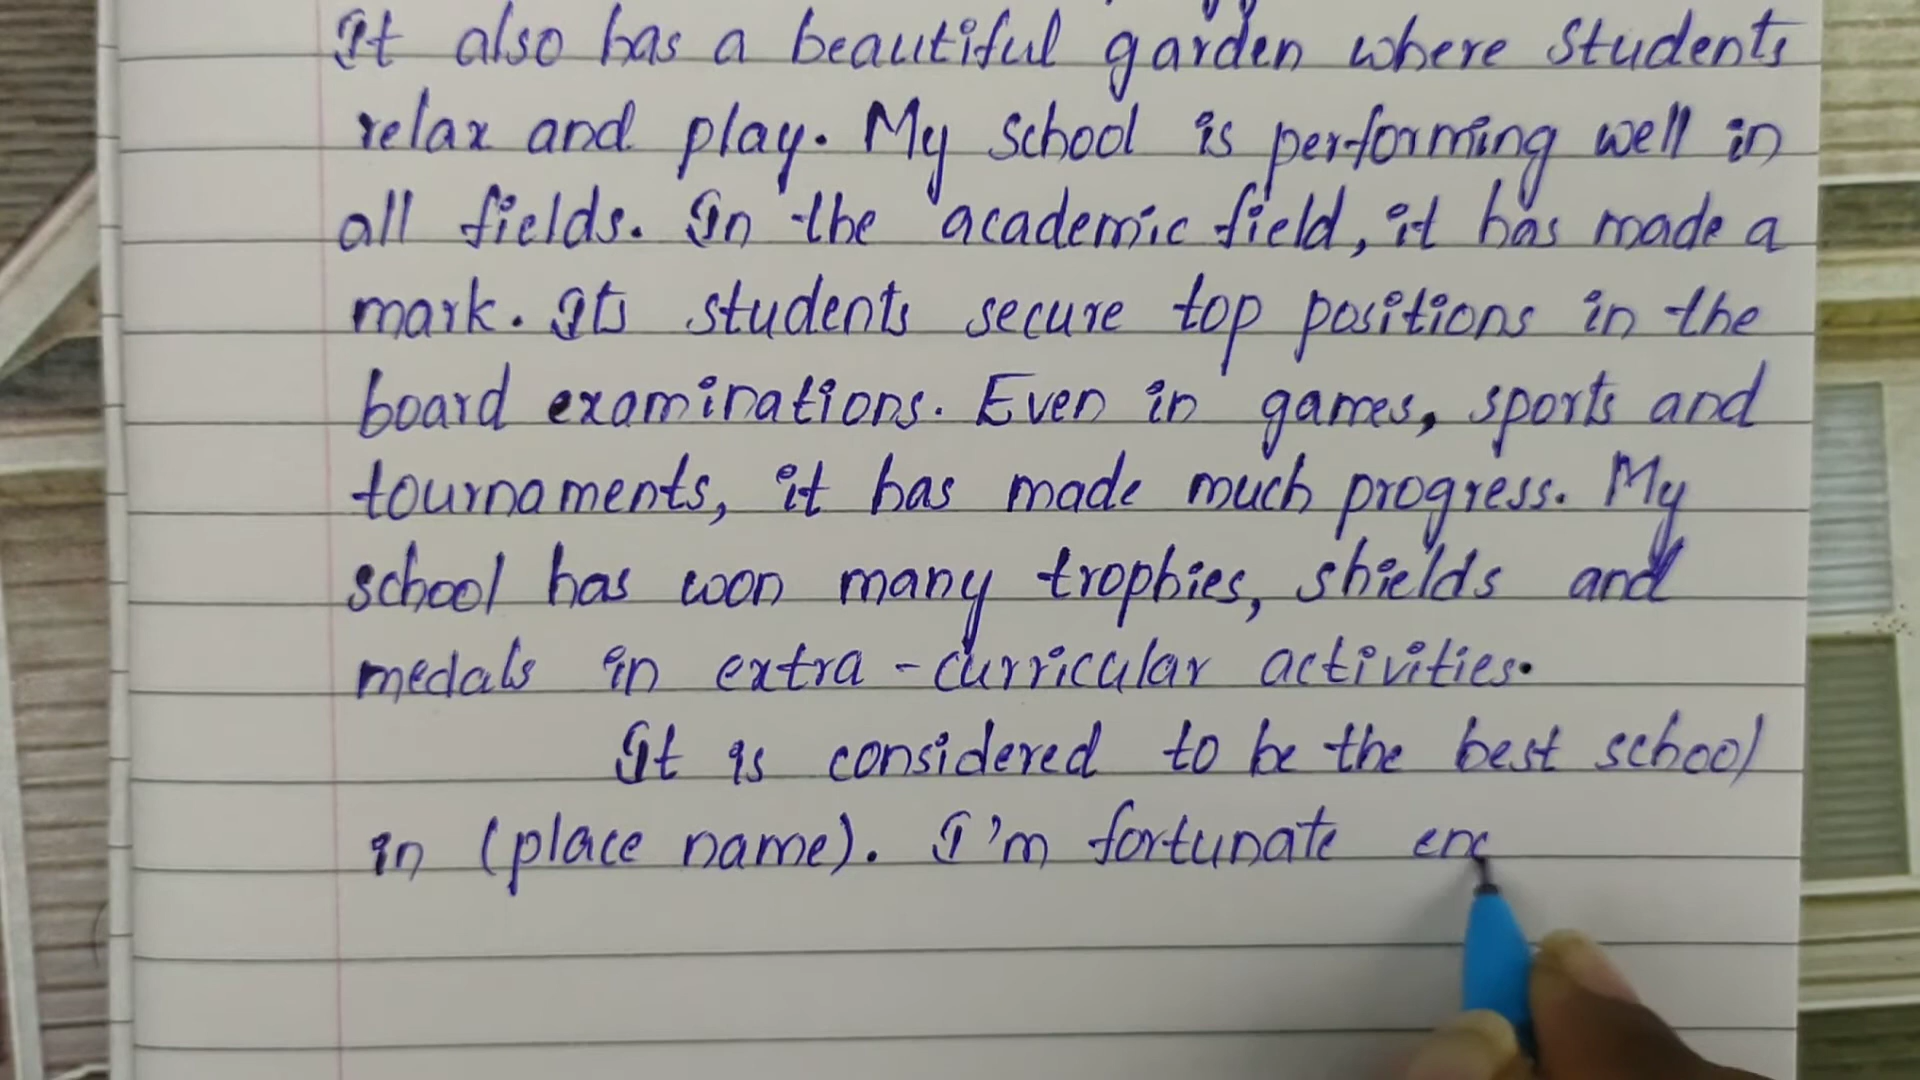 It also has a beautiful garden where students
relax and play. My school is performing well in
all fields. In the academic field, it has made a
mark. Its students secure top positions in the
board examinations. Even in games, sports and
tournaments, it has made much progress. My
school has won many trophies, shields and
medals in extra-curricular activities.
It is considered to be the best school
in (place name). I'm fortunate eno